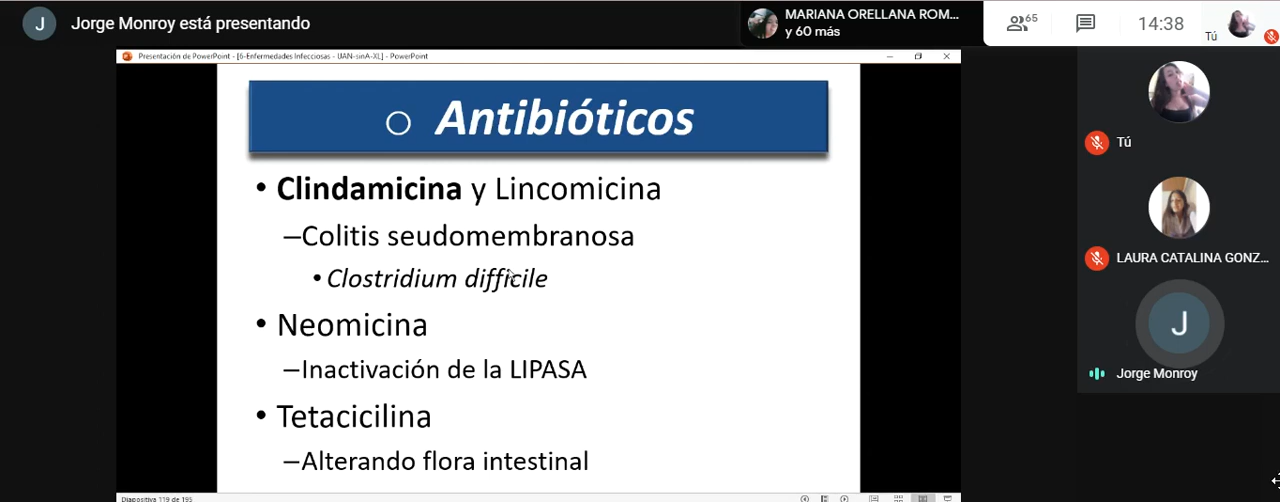 J Jorge Monroy está presentando
MARIANA ORELLANA ROM...
y 60 más
65
14:38
Tú
Presentación de PowerPoint - [6-Enfermedades Infecciosas - UAN-sinA-XL] - PowerPoint
o Antibióticos
• Clindamicina y Lincomicina
–Colitis seudomembranosa
• Clostridium difficile
• Neomicina
–Inactivación de la LIPASA
• Tetacicilina
–Alterando flora intestinal
Diapositiva 119 de 195
Tú
LAURA CATALINA GONZ...
J
Jorge Monroy